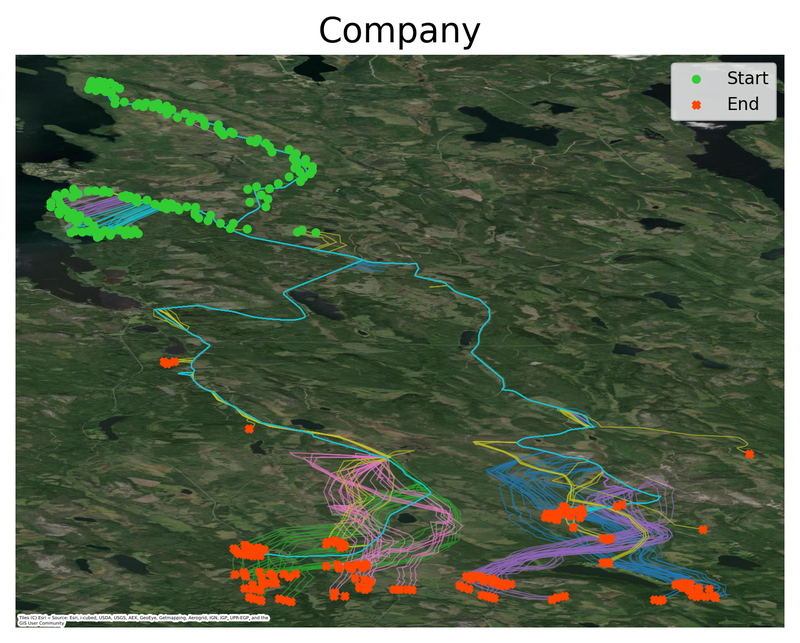 Company
Start
End
Tiles (C) Esri -- Source: Esri, i-cubed, USDA, USGS, AEX, GeoEye, Getmapping, Aerogrid, IGN, IGP, UPR-EGP, and the
GIS User Community